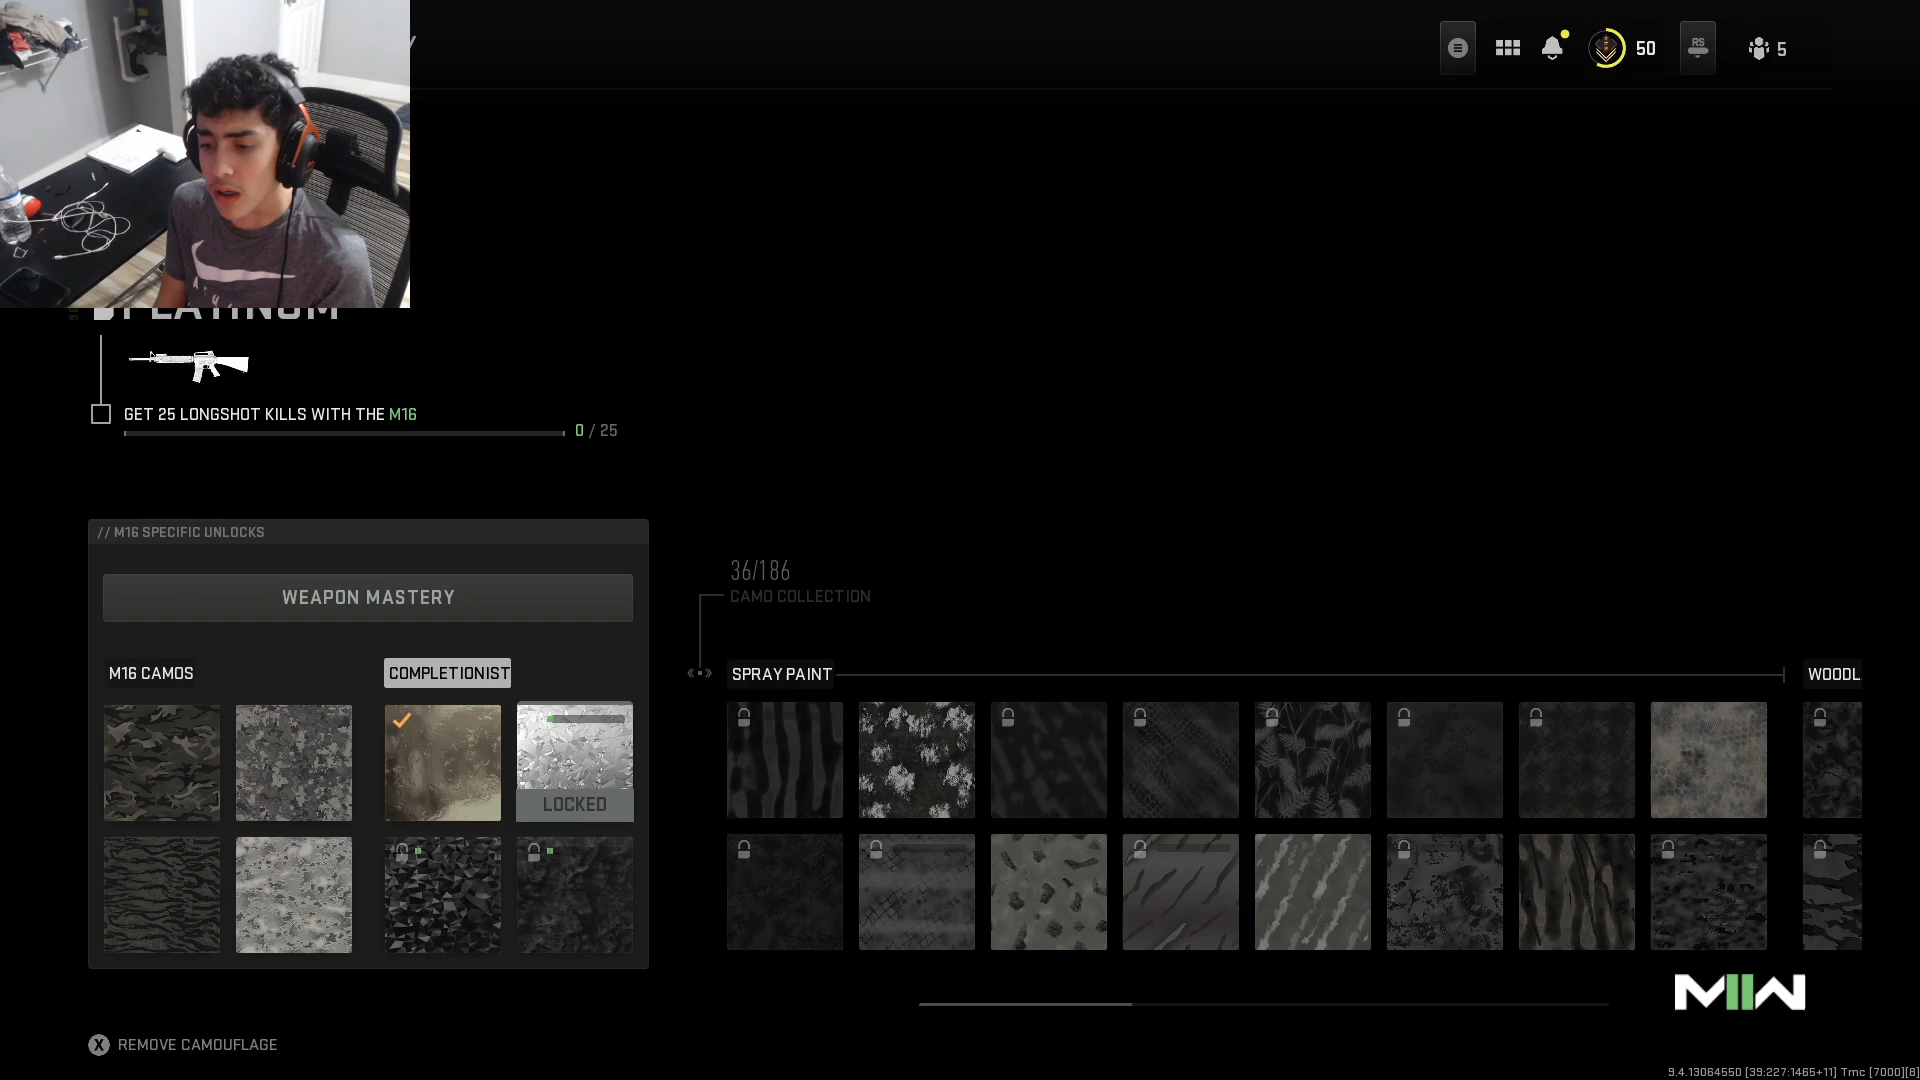 50
RS
5
PLATINUM
GET 25 LONGSHOT KILLS WITH THE M16
0 / 25
// M16 SPECIFIC UNLOCKS
WEAPON MASTERY
36/186
CAMO COLLECTION
M16 CAMOS
COMPLETIONIST
SPRAY PAINT
WOODL
LOCKED
MIIW
X REMOVE CAMOUFLAGE
9.4.13064550 [39:227:1465+11] Tmc [7000][8]